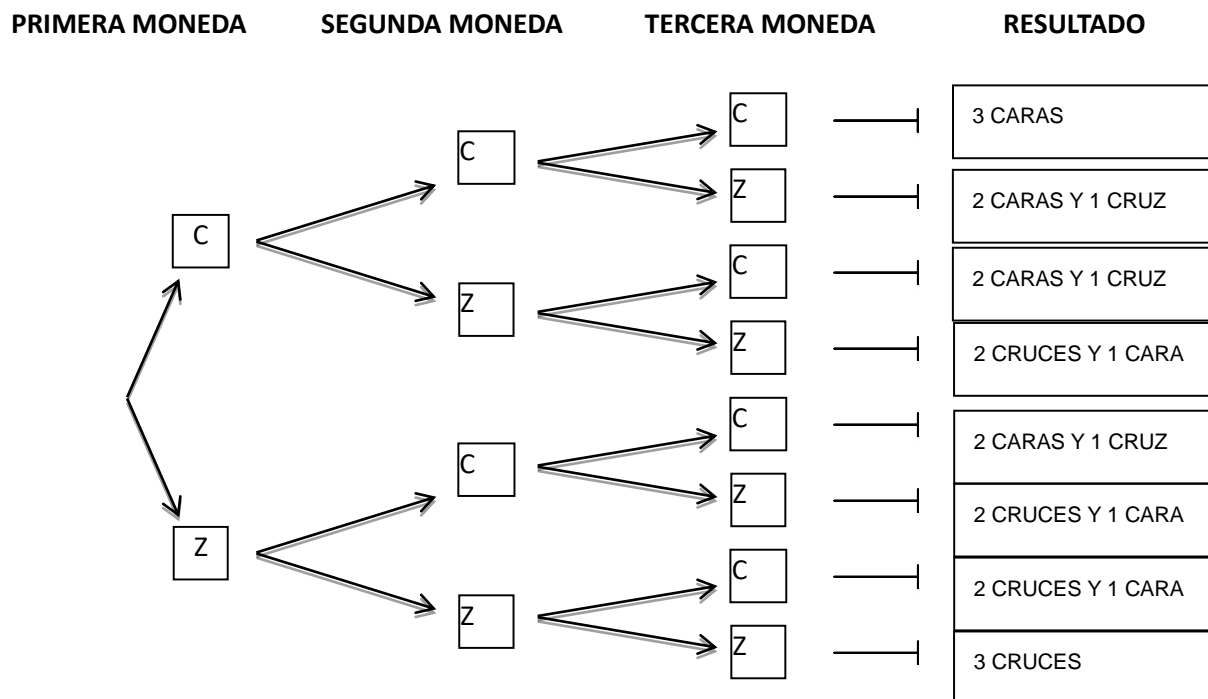 PRIMERA MONEDA SEGUNDA MONEDA TERCERA MONEDA RESULTADO
C 3 CARAS
C
Z 2 CARAS Y 1 CRUZ
C
C 2 CARAS Y 1 CRUZ
Z
Z 2 CRUCES Y 1 CARA
C 2 CARAS Y 1 CRUZ
C
Z 2 CRUCES Y 1 CARA
Z
C 2 CRUCES Y 1 CARA
Z
Z 3 CRUCES